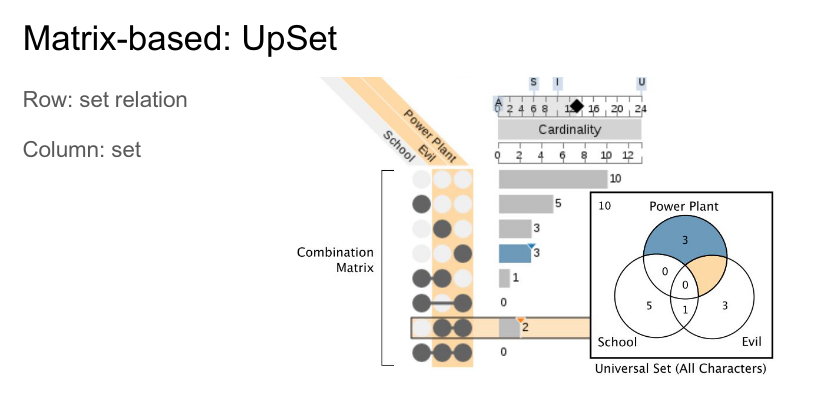 Matrix-based: UpSet
Row: set relation
Column: set
School
Evil
Power Plant
Combination
Matrix
A S I U
0 2 4 6 8 16 20 24
Cardinality
0 2 4 6 8 10 12
10
5
3
3
1
0
2
0
10
Power Plant
3
0
0
5
1
3
School
Evil
Universal Set (All Characters)